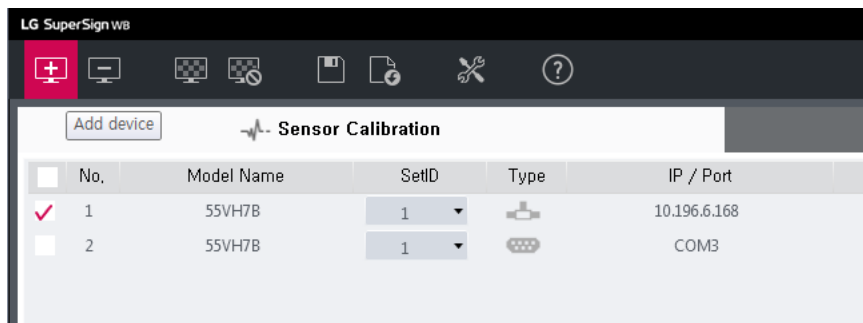 LG SuperSign WB
Add device
Sensor Calibration
No. Model Name SetID Type IP / Port
1 55VH7B 1 10.196.6.168
2 55VH7B 1 COM3